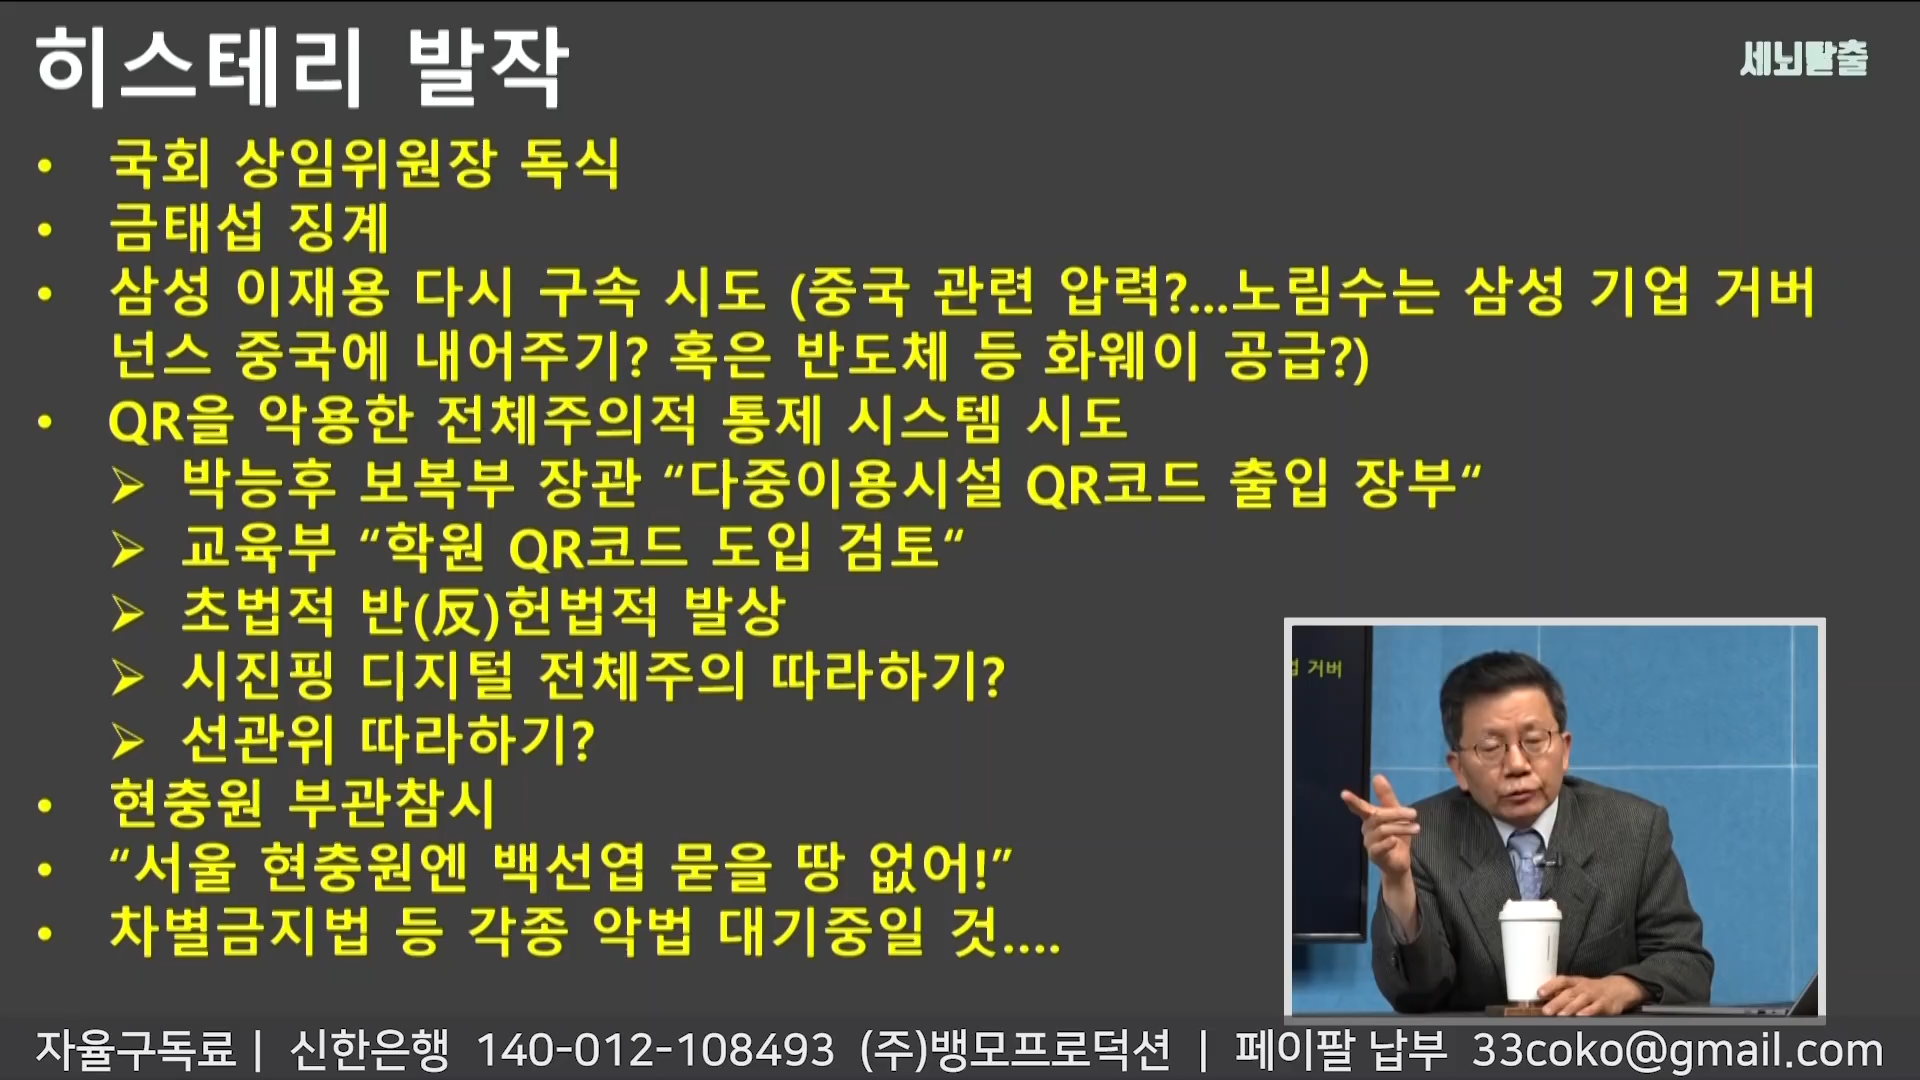 히스테리 발작
세뇌탈출
• 국회 상임위원장 독식
• 금태섭 징계
• 삼성 이재용 다시 구속 시도 (중국 관련 압력?...노림수는 삼성 기업 거버
넌스 중국에 내어주기? 혹은 반도체 등 화웨이 공급?)
• QR을 악용한 전체주의적 통제 시스템 시도
➢ 박능후 보복부 장관 “다중이용시설 QR코드 출입 장부“
➢ 교육부 “학원 QR코드 도입 검토“
➢ 초법적 반(反)헌법적 발상
➢ 시진핑 디지털 전체주의 따라하기?
➢ 선관위 따라하기?
• 현충원 부관참시
• “서울 현충원엔 백선엽 묻을 땅 없어!”
• 차별금지법 등 각종 악법 대기중일 것....
거버
자율구독료 | 신한은행 140-012-108493 (주)뱅모프로덕션 | 페이팔 납부 33coko@gmail.com